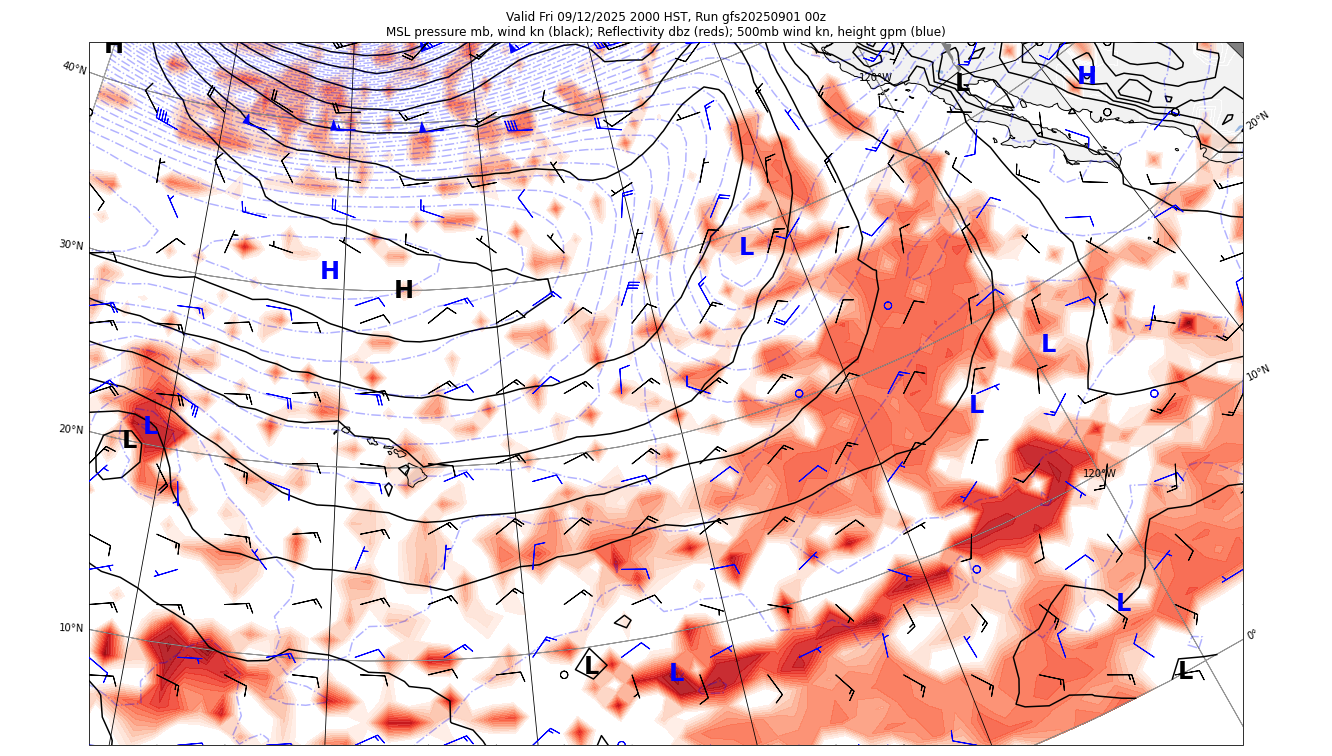 Valid Fri 09/12/2025 2000 HST, Run gfs20250901 00z
MSL pressure mb, wind kn (black); Reflectivity dbz (reds); 500mb wind kn, height gpm (blue)
H
40°N
120°W
L
H
20°N
30°N
H
H
L
L
10°N
L
20°N
L
L
120°W
10°N
L
0°
L
L
L